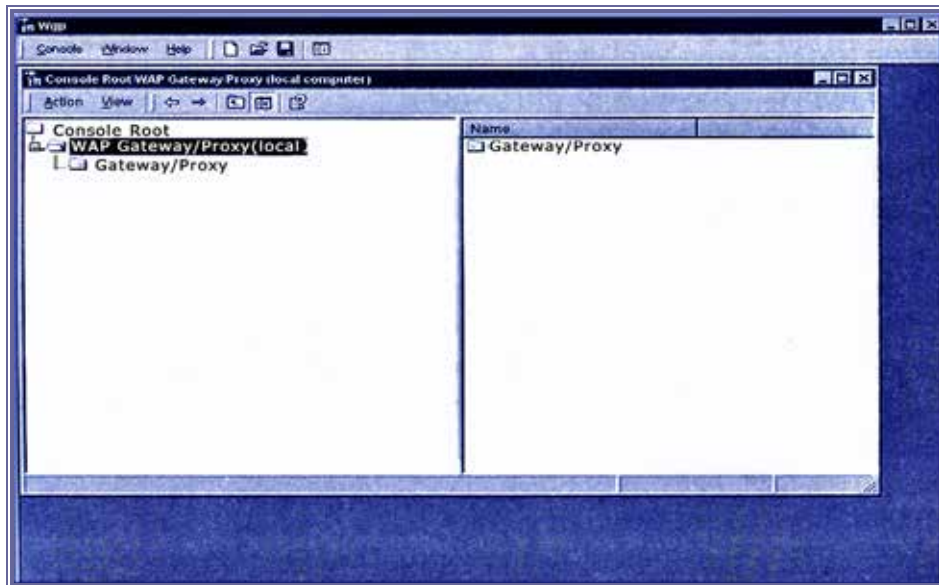 Wap
Console Window Help
Console Root WAP Gateway Proxy (local computer)
Action View
Console Root
WAP Gateway/Proxy(local)
Gateway/Proxy
Name
Gateway/Proxy